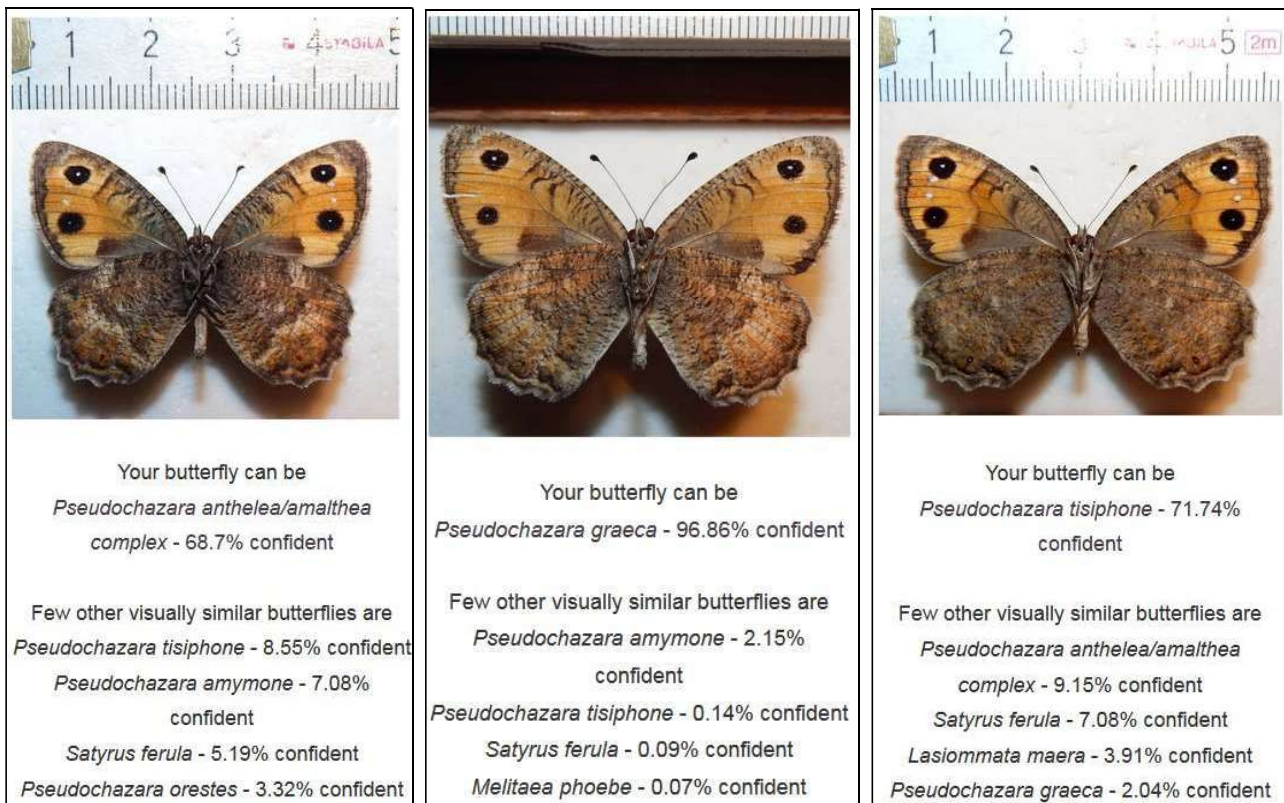 1 2 3 4 STABILA 5
Your butterfly can be
Pseudochazara anthelea/amalthea
complex - 68.7% confident
Few other visually similar butterflies are
Pseudochazara tisiphone - 8.55% confident
Pseudochazara amymone - 7.08%
confident
Satyrus ferula - 5.19% confident
Pseudochazara orestes - 3.32% confident
Your butterfly can be
Pseudochazara graeca - 96.86% confident
Few other visually similar butterflies are
Pseudochazara amymone - 2.15%
confident
Pseudochazara tisiphone - 0.14% confident
Satyrus ferula - 0.09% confident
Melitaea phoebe - 0.07% confident
1 2 3 4 STABILA 5 2m
Your butterfly can be
Pseudochazara tisiphone - 71.74%
confident
Few other visually similar butterflies are
Pseudochazara anthelea/amalthea
complex - 9.15% confident
Satyrus ferula - 7.08% confident
Lasiommata maera - 3.91% confident
Pseudochazara graeca - 2.04% confident